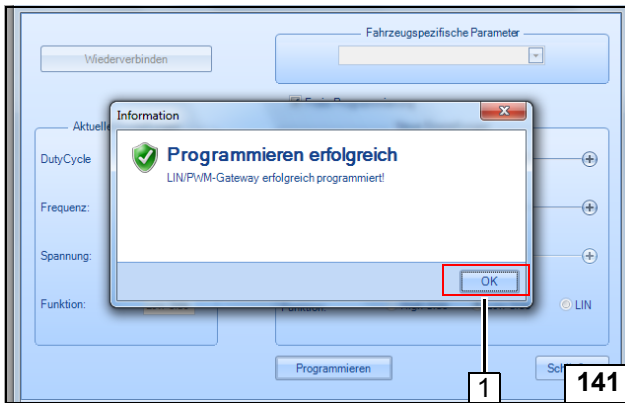 Fahrzeugspezifische Parameter
Wiederverbinden
Information
Programmieren erfolgreich
LIN/PWM-Gateway erfolgreich programmiert!
DutyCycle
Frequenz:
Spannung:
OK
Funktion:
LIN
Programmieren
1
141